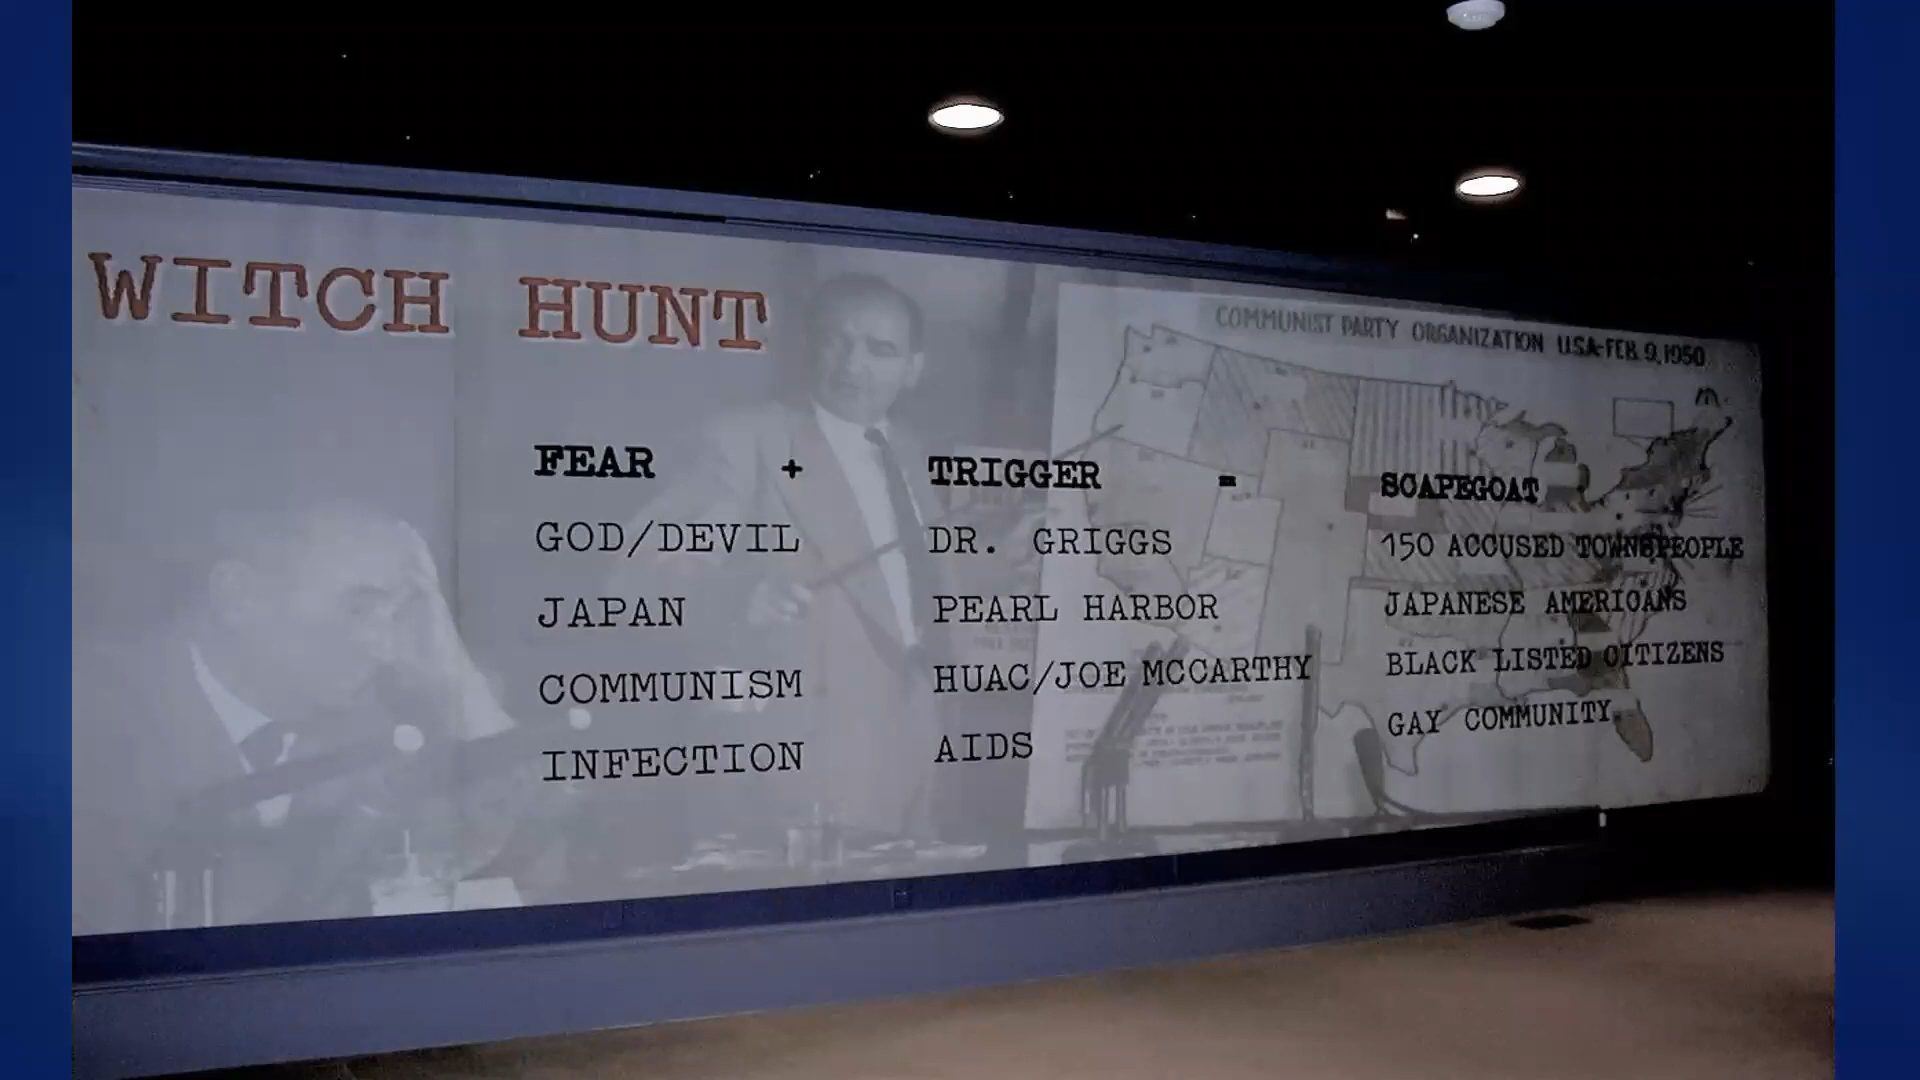 WITCH HUNT
COMMUNIST PARTY ORGANIZATION U.S.A-FEB. 9, 1950
FEAR + TRIGGER = SCAPEGOAT
GOD/DEVIL DR. GRIGGS 150 ACCUSED TOWNSPEOPLE
JAPAN PEARL HARBOR JAPANESE AMERICANS
COMMUNISM HUAC/JOE MCCARTHY BLACK LISTED CITIZENS
INFECTION AIDS GAY COMMUNITY